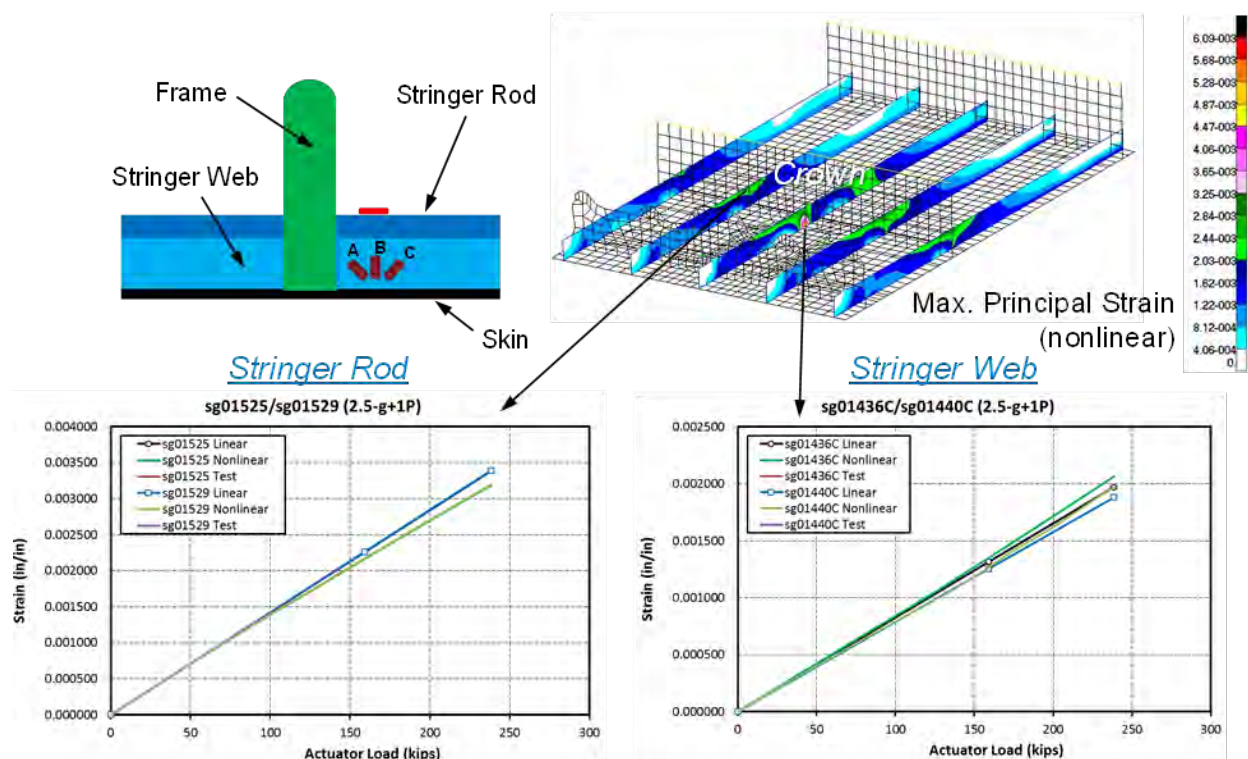 Frame
Stringer Rod
Stringer Web
A
B
C
Skin
Crown
Max. Principal Strain
(nonlinear)
6.09-003
5.68-003
5.28-003
4.87-003
4.47-003
4.06-003
3.65-003
3.25-003
2.84-003
2.44-003
2.03-003
1.62-003
1.22-003
8.12-004
4.06-004
0
Stringer Rod
sg01525/sg01529 (2.5-g+1P)
sg01525 Linear
sg01525 Nonlinear
sg01525 Test
sg01529 Linear
sg01529 Nonlinear
sg01529 Test
Strain (in/in)
0.004000
0.003500
0.003000
0.002500
0.002000
0.001500
0.001000
0.000500
0.000000
0 50 100 150 200 250 300
Actuator Load (kips)
Stringer Web
sg01436C/sg01440C (2.5-g+1P)
sg01436C Linear
sg01436C Nonlinear
sg01436C Test
sg01440C Linear
sg01440C Nonlinear
sg01440C Test
Strain (in/in)
0.002500
0.002000
0.001500
0.001000
0.000500
0.000000
0 50 100 150 200 250 300
Actuator Load (kips)